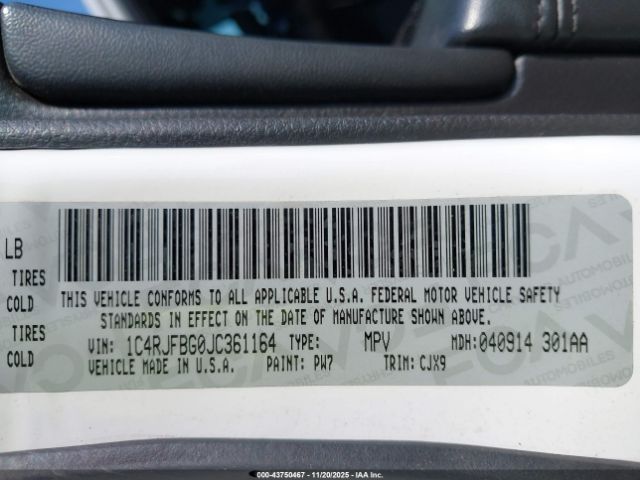 LB
TIRES
COLD
TIRES
COLD
THIS VEHICLE CONFORMS TO ALL APPLICABLE U.S.A. FEDERAL MOTOR VEHICLE SAFETY
STANDARDS IN EFFECT ON THE DATE OF MANUFACTURE SHOWN ABOVE.
VIN: 1C4RJFBG0JC361164 TYPE: MPV MDH: 040914 301AA
VEHICLE MADE IN U.S.A. PAINT: PW7 TRIM: CJX9
000-43750467 - 11/20/2025 - IAA Inc.